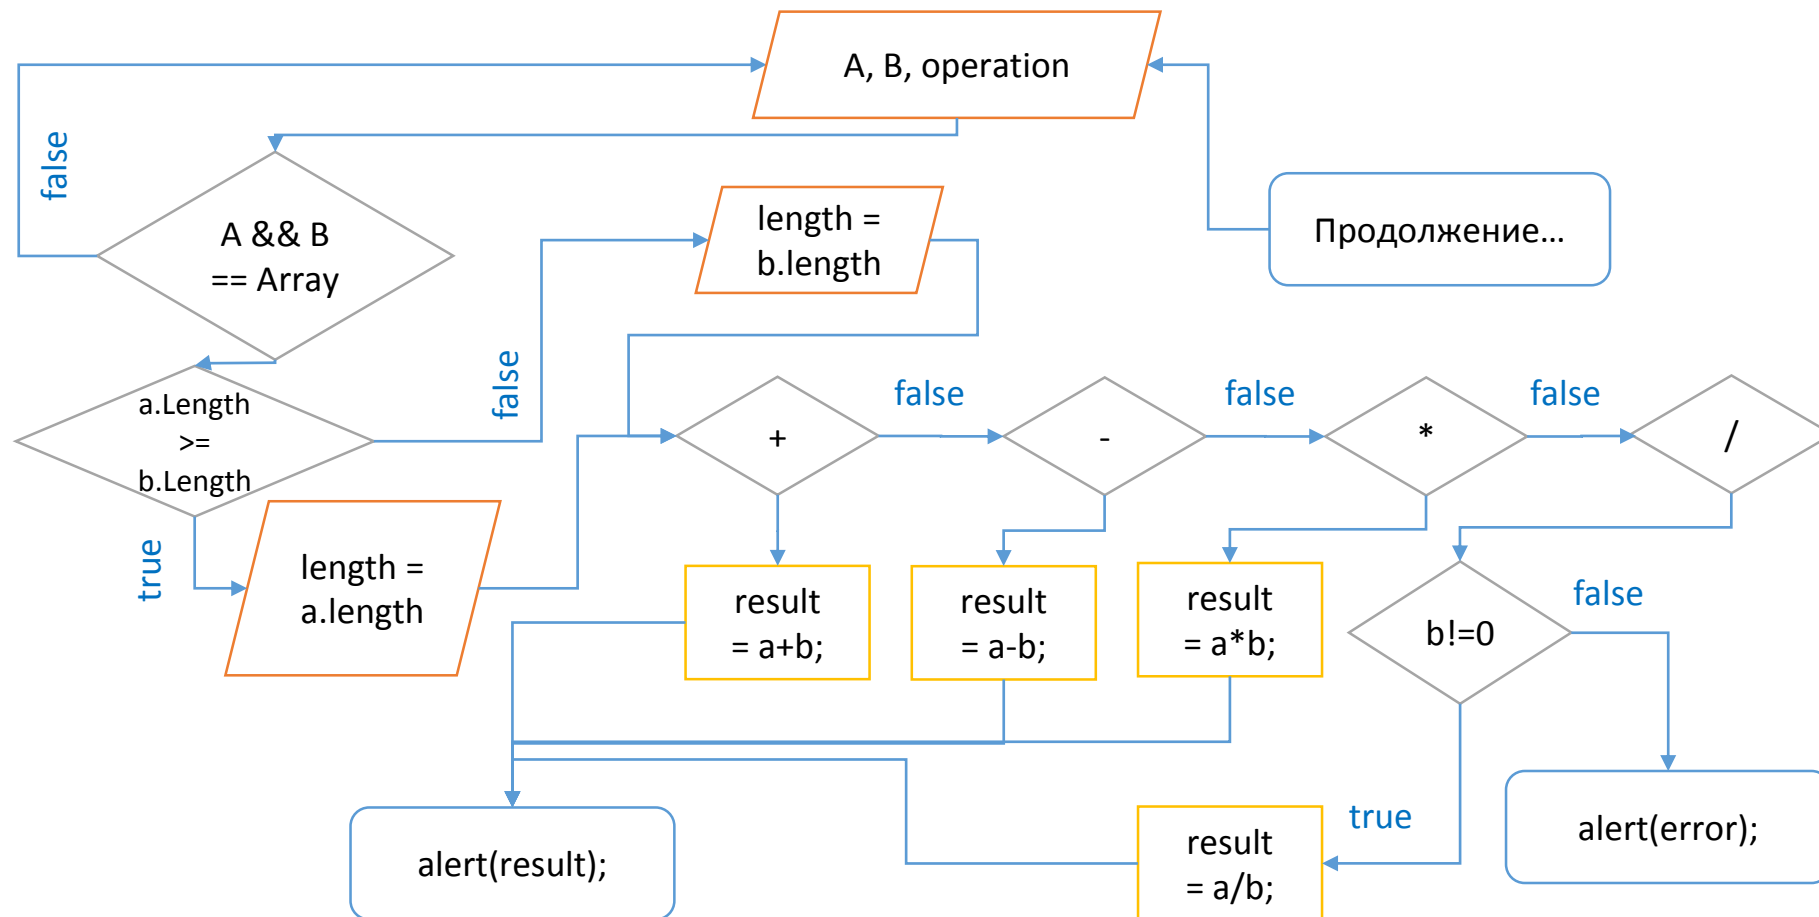 A, B, operation
false
A && B
== Array
length =
b.length
Продолжение...
false
a.Length
>=
b.Length
+
false
-
false
*
false
/
true
length =
a.length
result
= a+b;
result
= a-b;
result
= a*b;
b!=0
false
alert(result);
result
= a/b;
true
alert(error);